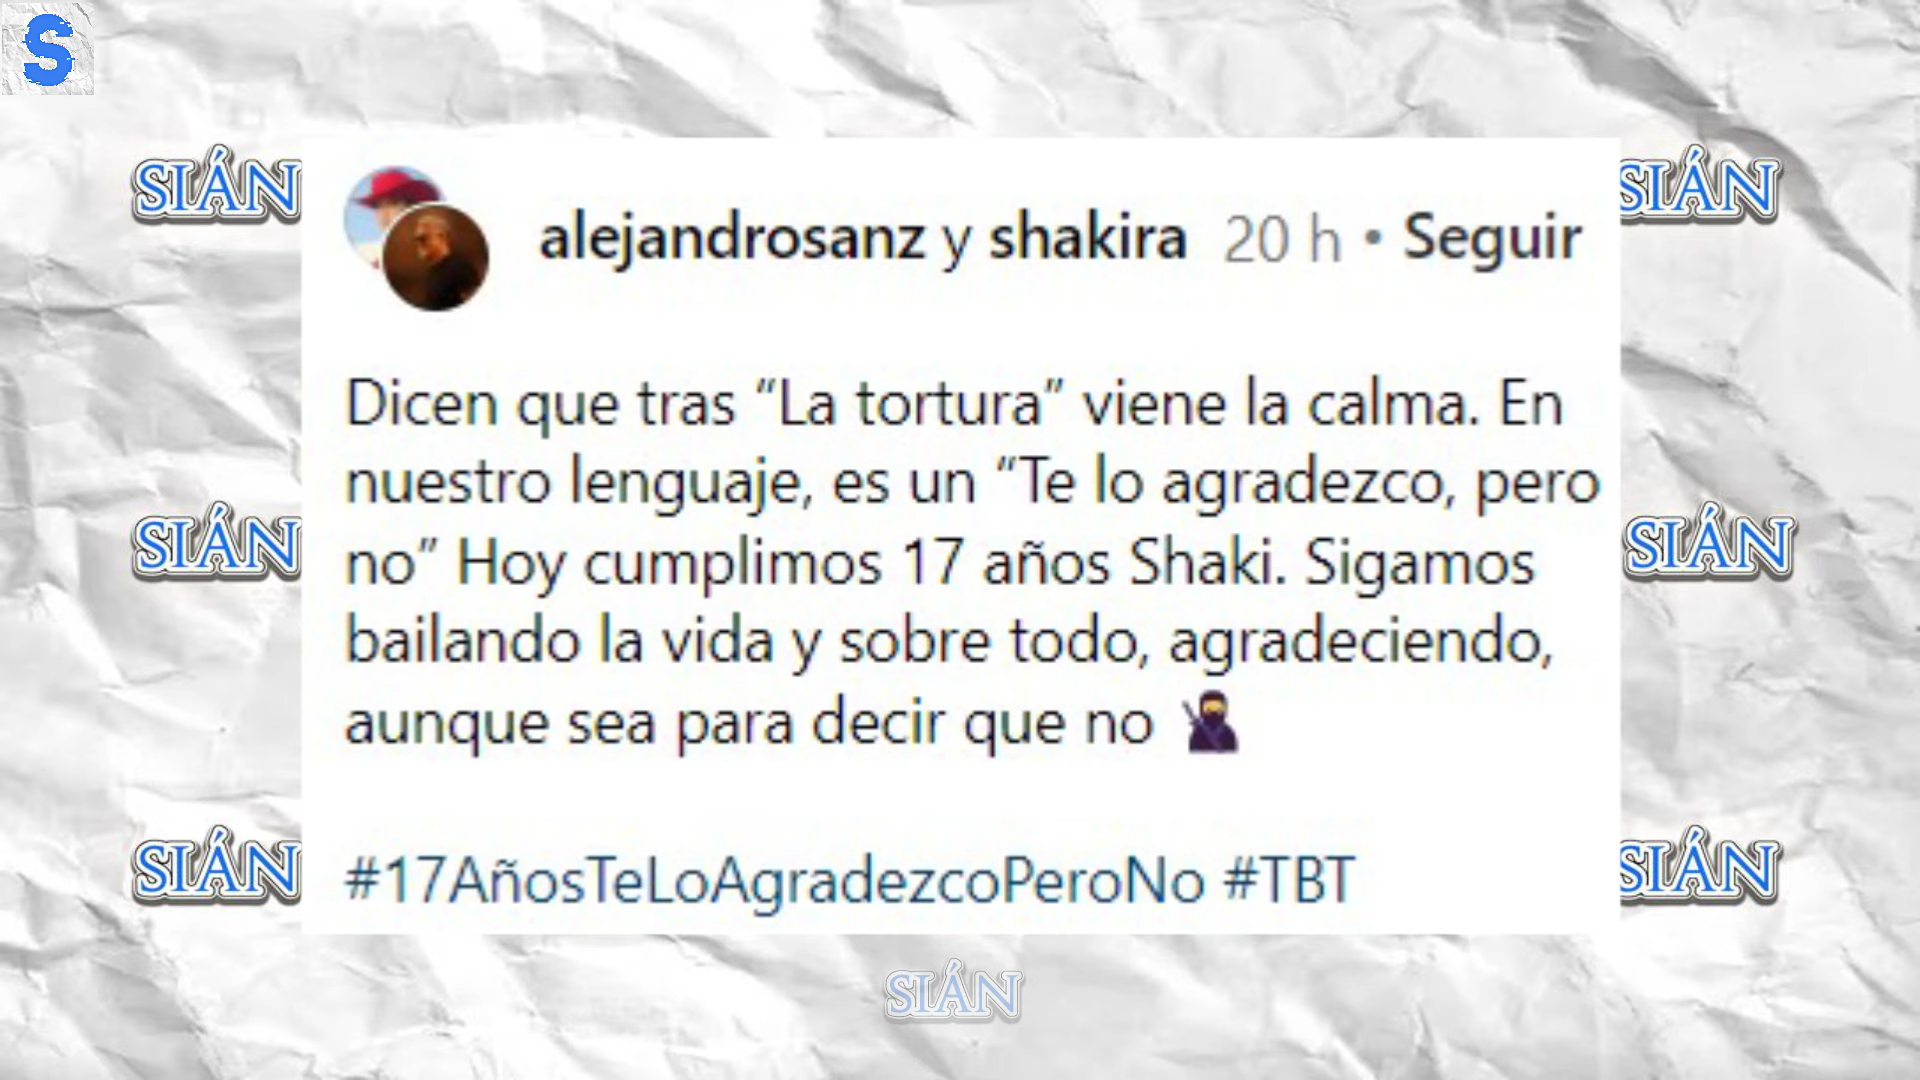 S
SIÁN
SIÁN
alejandrosanz y shakira 20 h • Seguir
Dicen que tras “La tortura” viene la calma. En
nuestro lenguaje, es un “Te lo agradezco, pero
no” Hoy cumplimos 17 años Shaki. Sigamos
bailando la vida y sobre todo, agradeciendo,
aunque sea para decir que no 🥷
#17AñosTeLoAgradezcoPeroNo #TBT
SIÁN
SIÁN
SIÁN
SIÁN
SIÁN